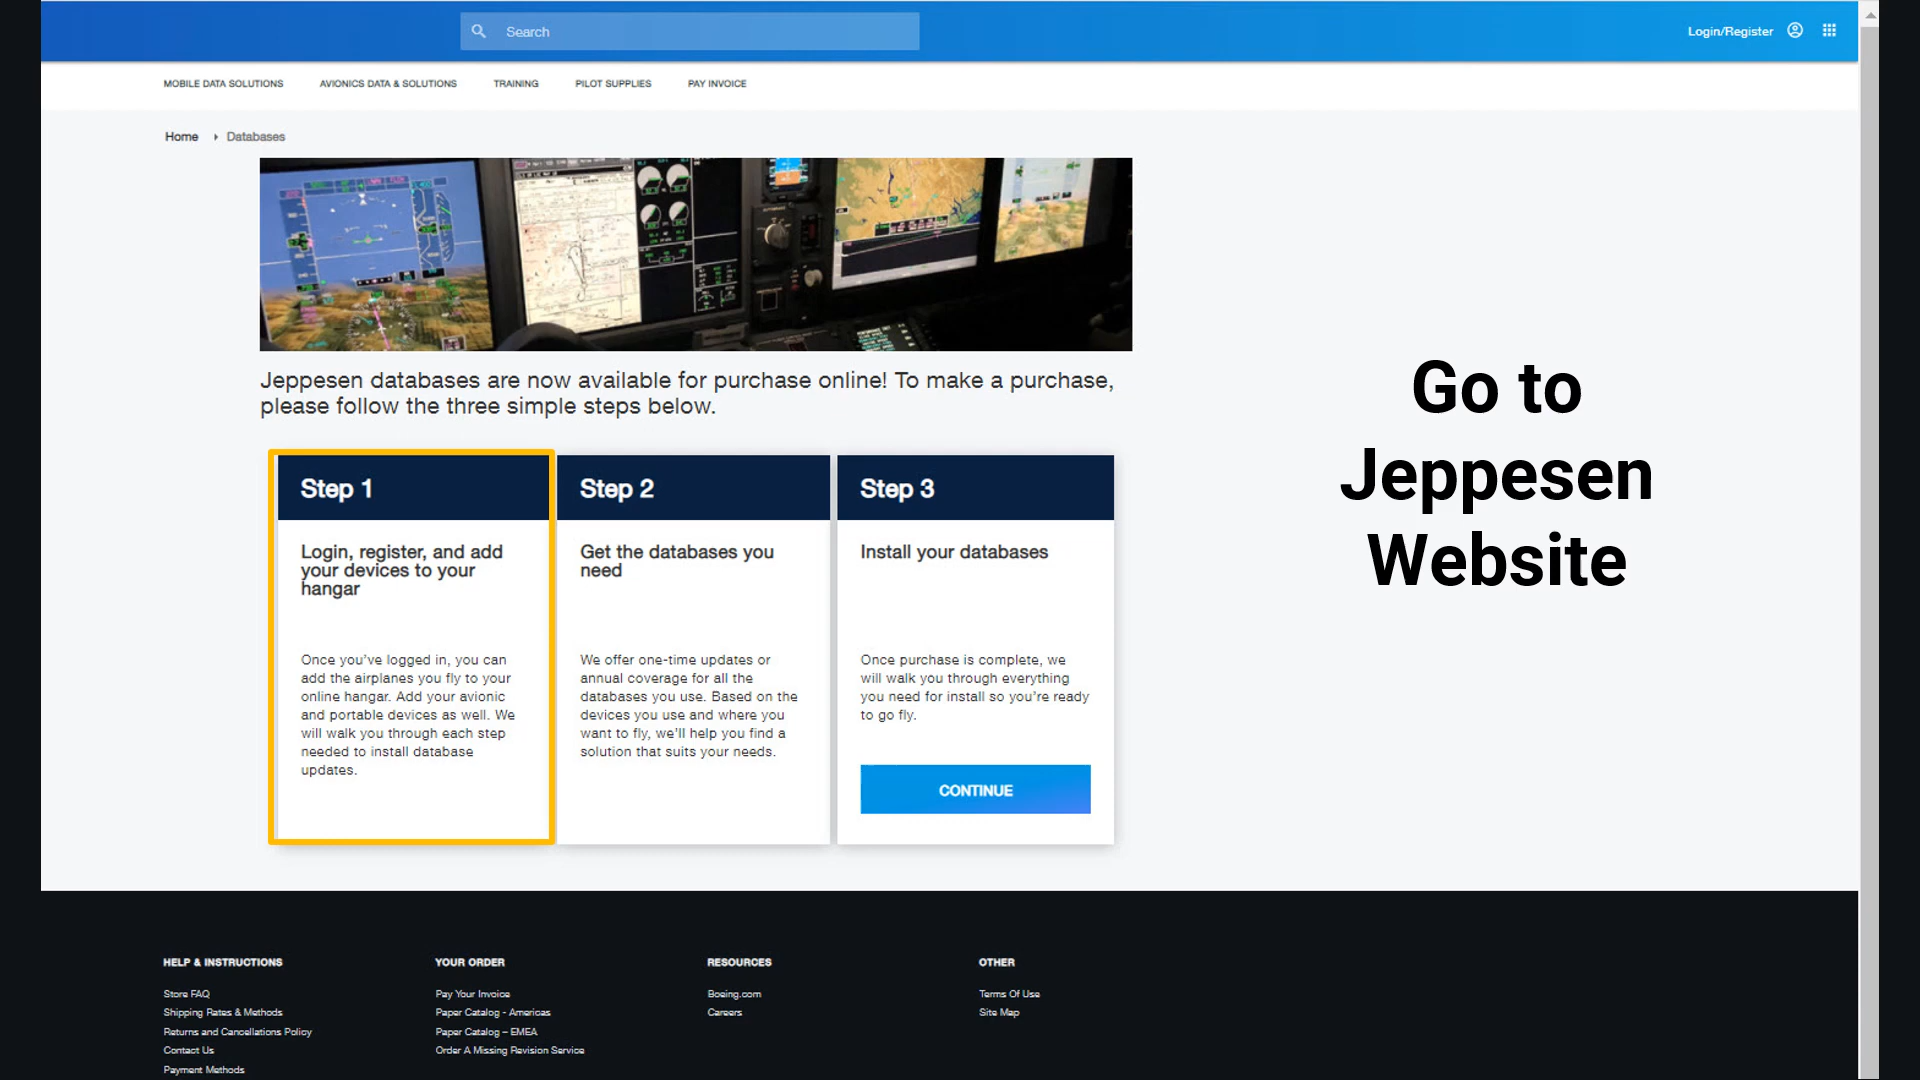 Search
Login/Register
MOBILE DATA SOLUTIONS
AVIONICS DATA & SOLUTIONS
TRAINING
PILOT SUPPLIES
PAY INVOICE
Home
Databases
Jeppesen databases are now available for purchase online! To make a purchase,
please follow the three simple steps below.
Step 1
Login, register, and add
your devices to your
hangar
Once you've logged in, you can
add the airplanes you fly to your
online hangar. Add your avionic
and portable devices as well. We
will walk you through each step
needed to install database
updates.
Step 2
Get the databases you
need
We offer one-time updates or
annual coverage for all the
databases you use. Based on the
devices you use and where you
want to fly, we'll help you find a
solution that suits your needs.
Step 3
Install your databases
Once purchase is complete, we
will walk you through everything
you need for install so you're ready
to go fly.
CONTINUE
Go to
Jeppesen
Website
HELP & INSTRUCTIONS
Store FAQ
Shipping Rates & Methods
Returns and Cancellations Policy
Contact Us
Payment Methods
YOUR ORDER
Pay Your Invoice
Paper Catalog - Americas
Paper Catalog – EMEA
Order A Missing Revision Service
RESOURCES
Boeing.com
Careers
OTHER
Terms Of Use
Site Map